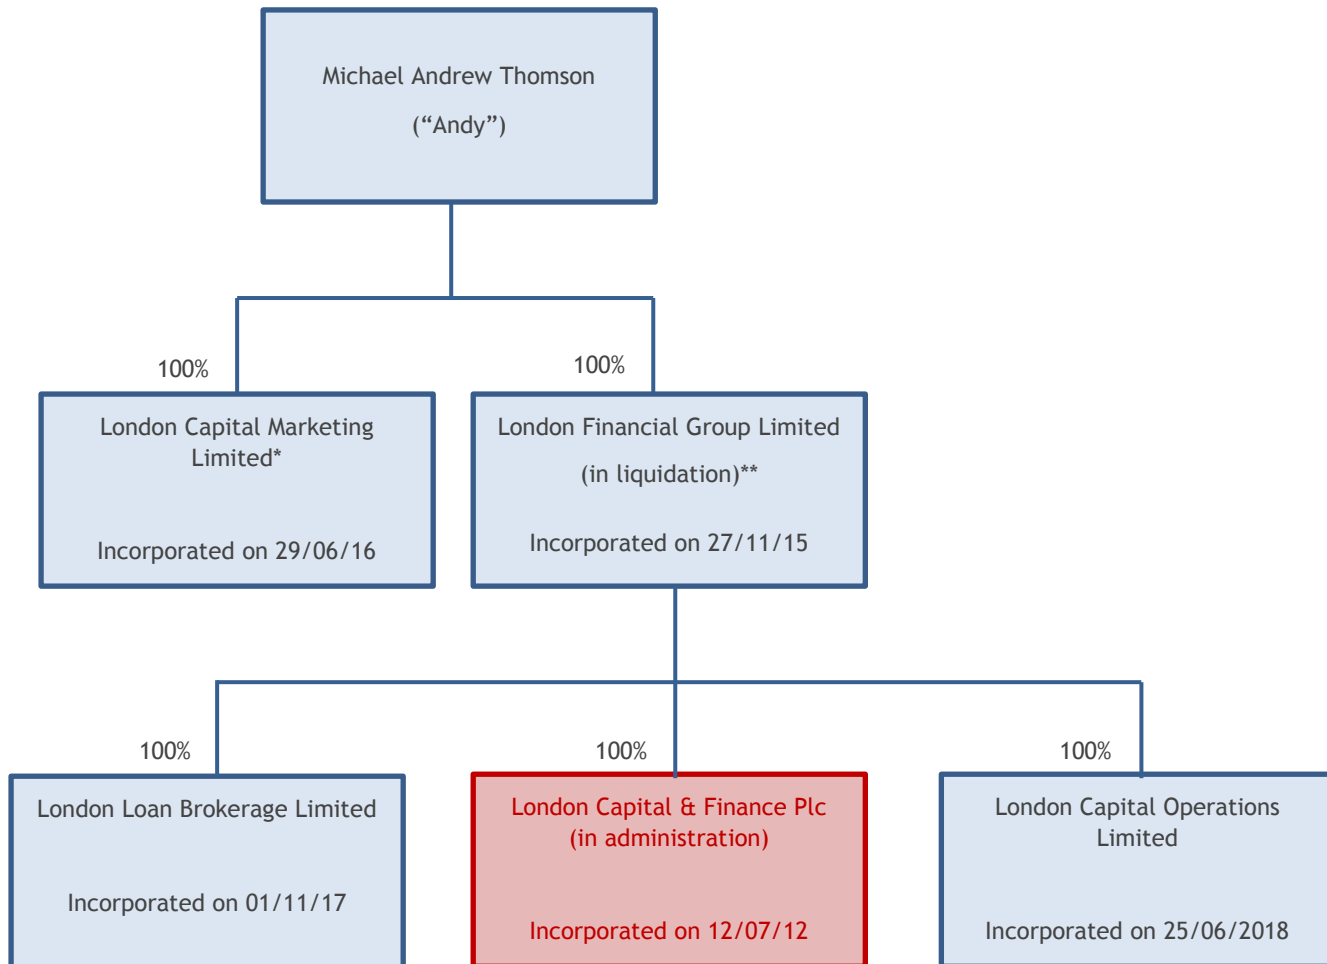 Michael Andrew Thomson
(“Andy”)
100%
100%
London Capital Marketing
Limited*
Incorporated on 29/06/16
London Financial Group Limited
(in liquidation)**
Incorporated on 27/11/15
100%
100%
100%
London Loan Brokerage Limited
Incorporated on 01/11/17
London Capital & Finance Plc
(in administration)
Incorporated on 12/07/12
London Capital Operations
Limited
Incorporated on 25/06/2018